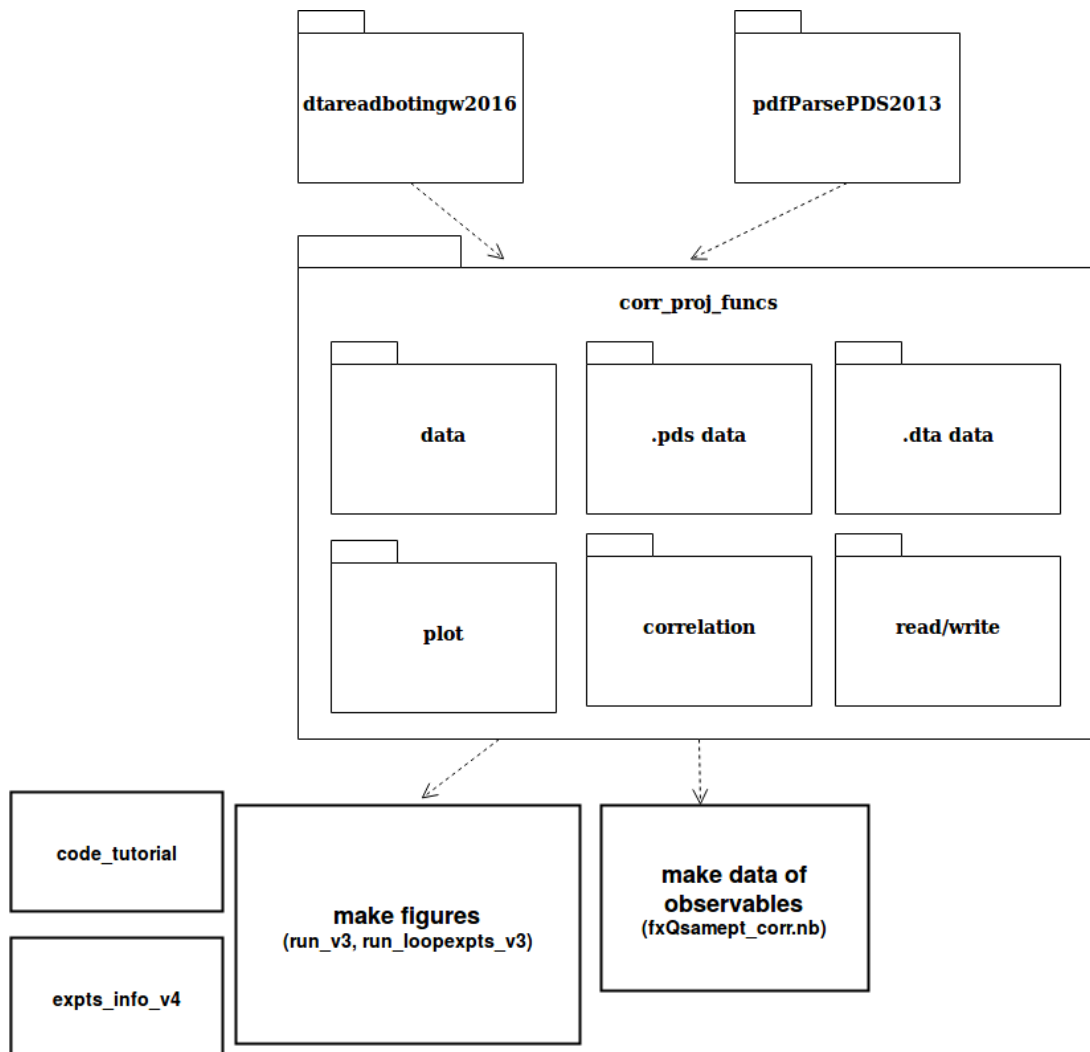 dtareadbotingw2016
pdfParsePDS2013
corr_proj_funcs
data
.pds data
.dta data
plot
correlation
read/write
code_tutorial
make figures
(run_v3, run_loopexpts_v3)
make data of
observables
(fxQsamept_corr.nb)
expts_info_v4